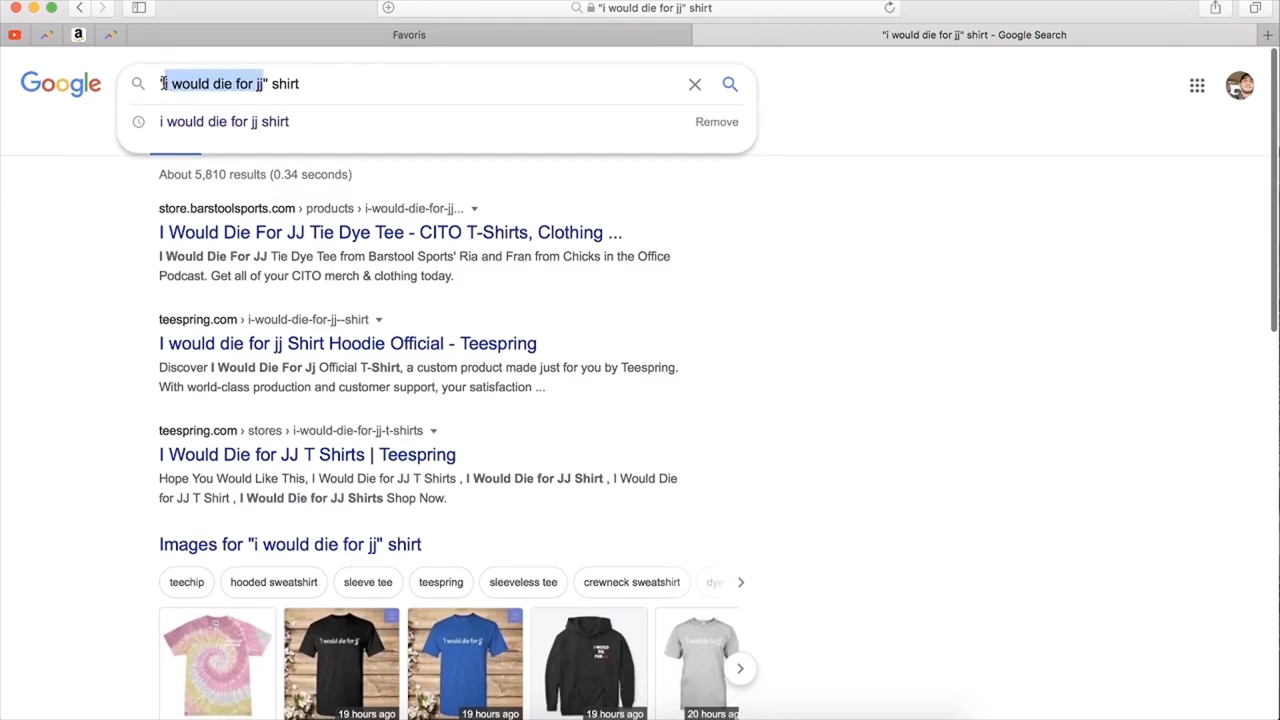 "i would die for jj" shirt
Favoris
"i would die for jj" shirt - Google Search
Google
"i would die for jj" shirt
i would die for jj shirt
Remove
About 5,810 results (0.34 seconds)
store.barstoolsports.com › products › i-would-die-for-jj...
I Would Die For JJ Tie Dye Tee - CITO T-Shirts, Clothing ...
I Would Die For JJ Tie Dye Tee from Barstool Sports' Ria and Fran from Chicks in the Office
Podcast. Get all of your CITO merch & clothing today.
teespring.com › i-would-die-for-jj--shirt
I would die for jj Shirt Hoodie Official - Teespring
Discover I Would Die For Jj Official T-Shirt, a custom product made just for you by Teespring.
With world-class production and customer support, your satisfaction ...
teespring.com › stores › i-would-die-for-jj-t-shirts
I Would Die for JJ T Shirts | Teespring
Hope You Would Like This, I Would Die for JJ T Shirts , I Would Die for JJ Shirt , I Would Die
for JJ T Shirt , I Would Die for JJ Shirts Shop Now.
Images for "i would die for jj" shirt
teechip hooded sweatshirt sleeve tee teespring sleeveless tee crewneck sweatshirt dye
'i would die for jj'
'i would die for jj'
I WOULD
DIE
FOR JJ
19 hours ago
19 hours ago
19 hours ago
20 hours ag